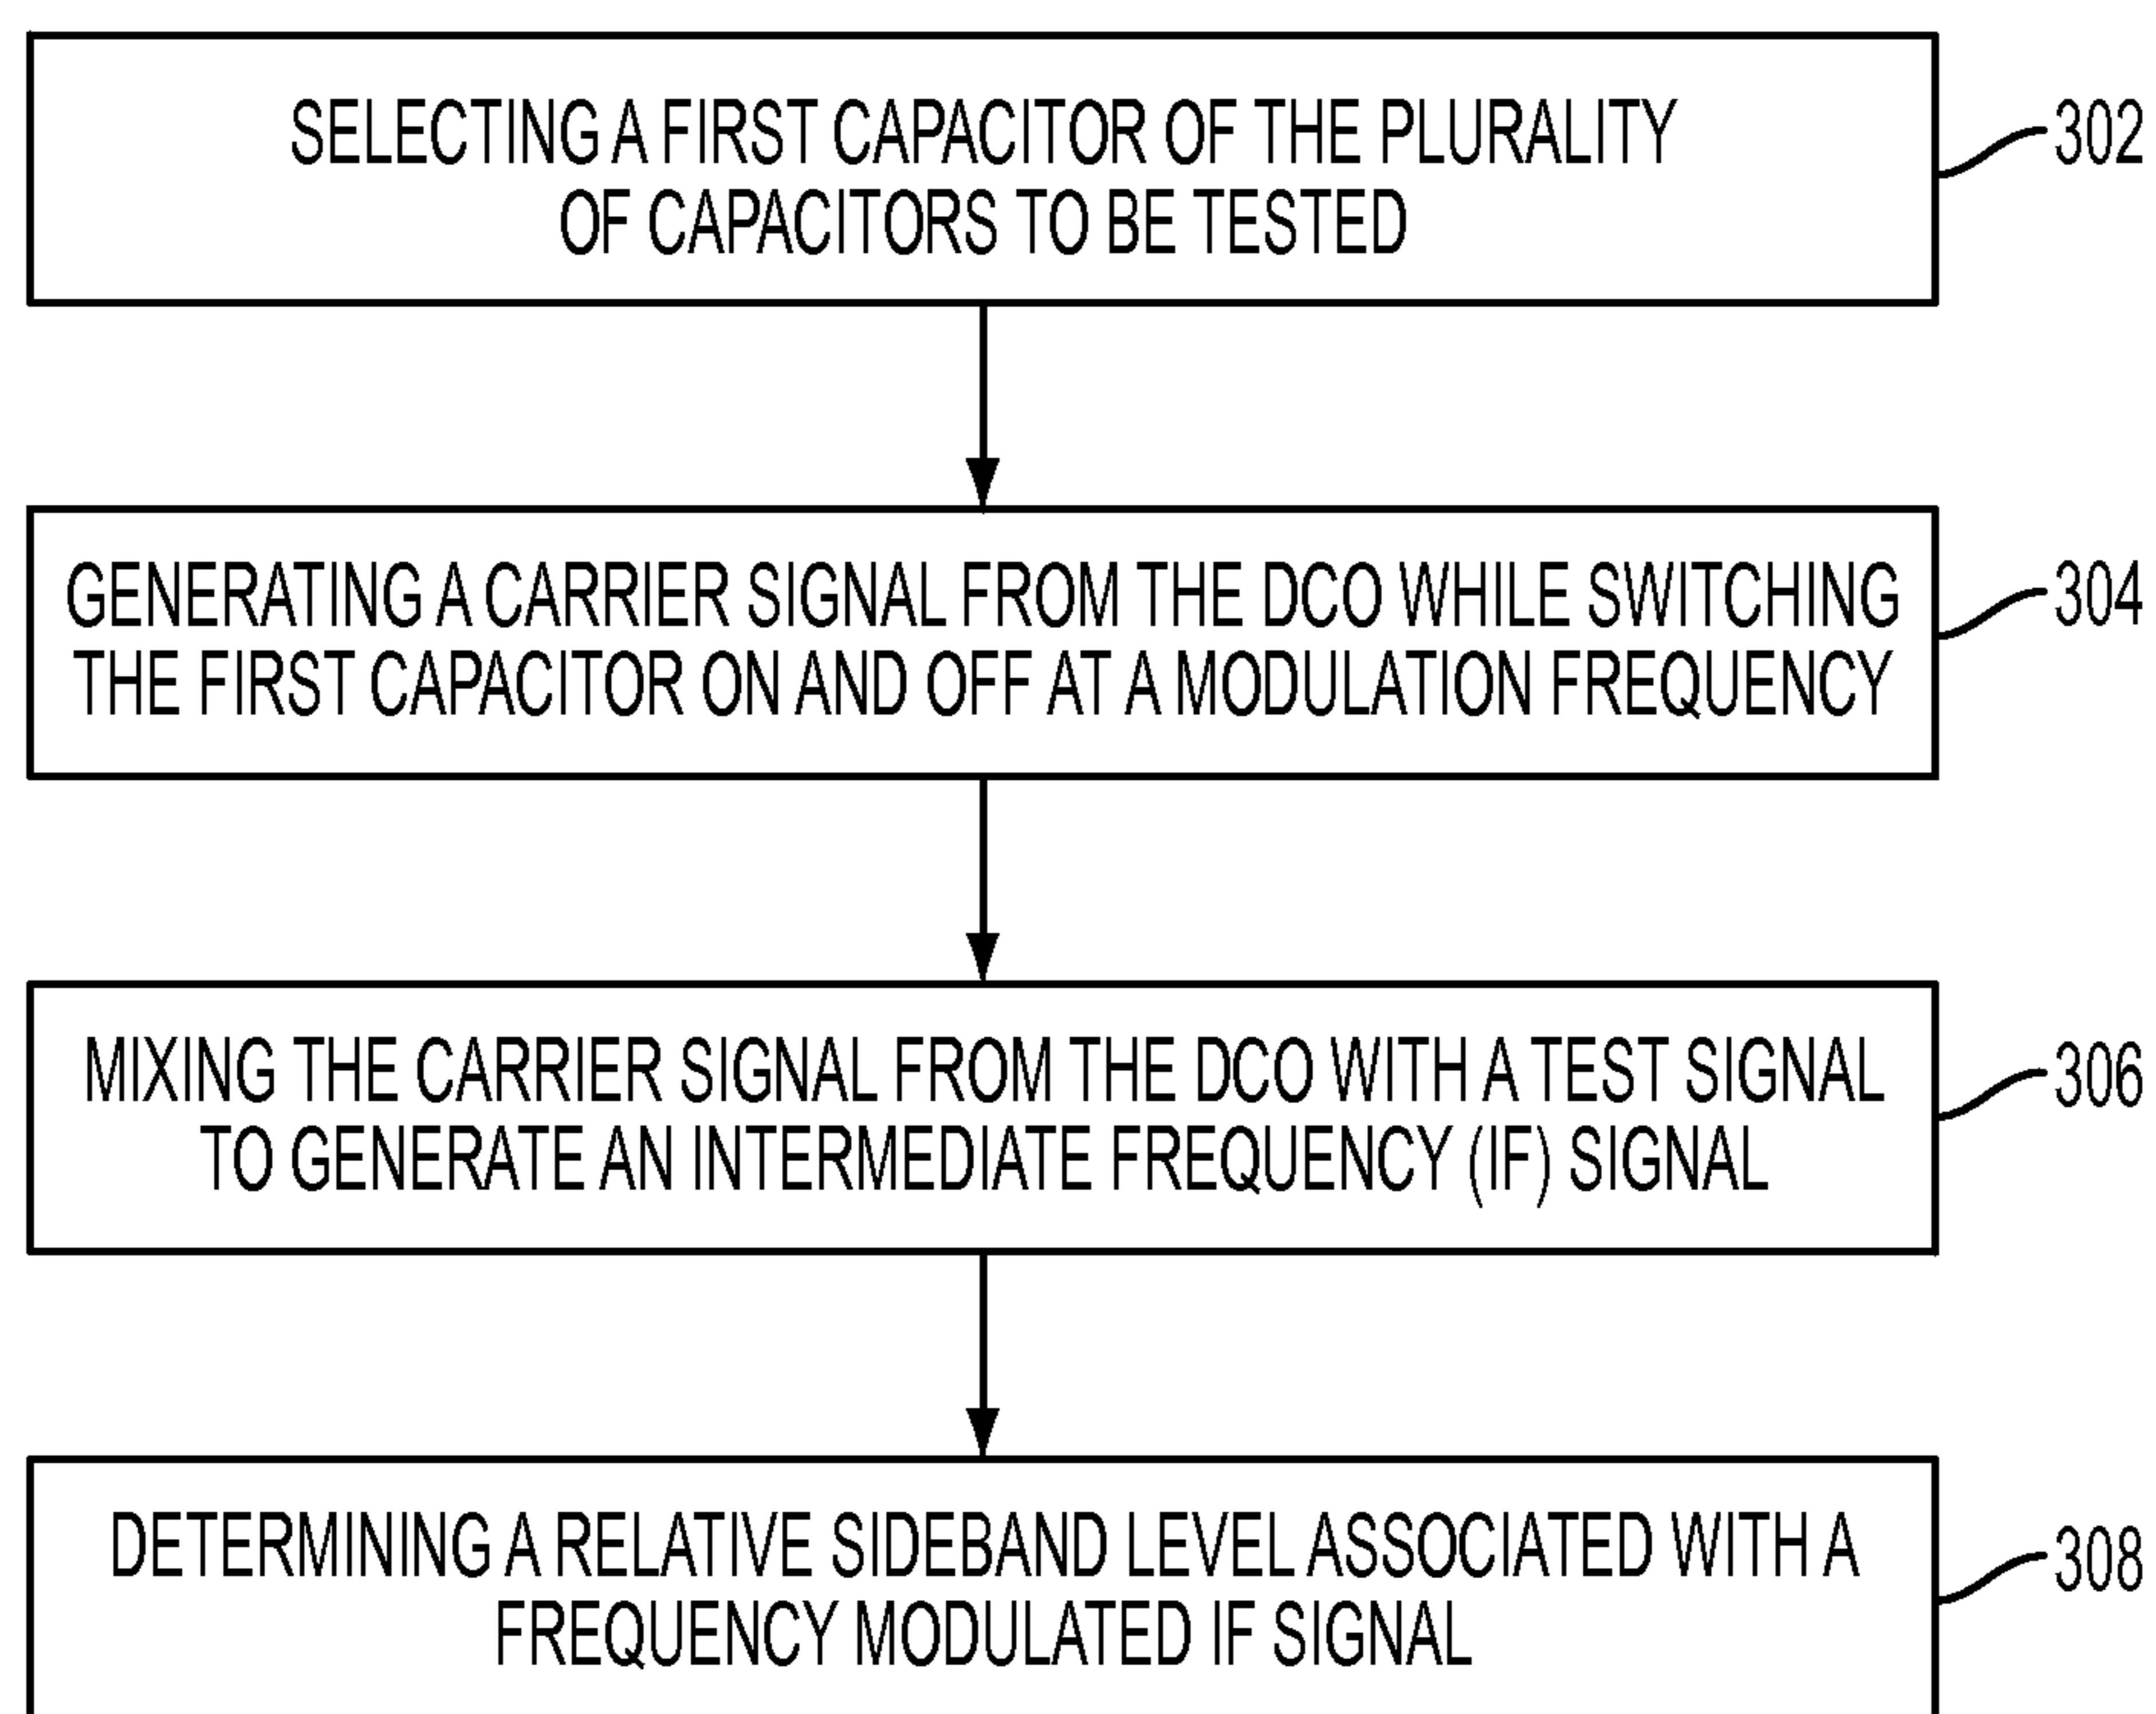 SELECTING A FIRST CAPACITOR OF THE PLURALITY
OF CAPACITORS TO BE TESTED
302
GENERATING A CARRIER SIGNAL FROM THE DCO WHILE SWITCHING
THE FIRST CAPACITOR ON AND OFF AT A MODULATION FREQUENCY
304
MIXING THE CARRIER SIGNAL FROM THE DCO WITH A TEST SIGNAL
TO GENERATE AN INTERMEDIATE FREQUENCY (IF) SIGNAL
306
DETERMINING A RELATIVE SIDEBAND LEVEL ASSOCIATED WITH A
FREQUENCY MODULATED IF SIGNAL
308